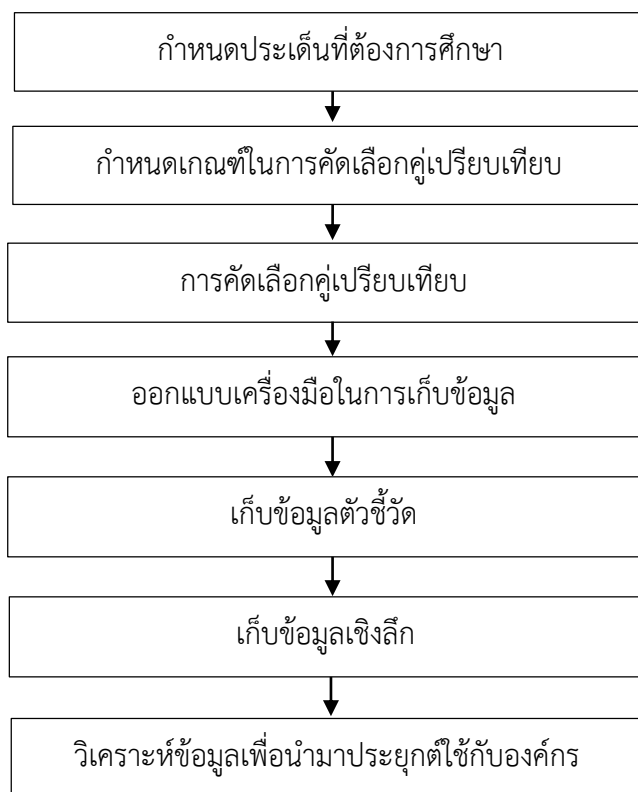 กำหนดประเด็นที่ต้องการศึกษา
กำหนดเกณฑ์ในการคัดเลือกคู่เปรียบเทียบ
การคัดเลือกคู่เปรียบเทียบ
ออกแบบเครื่องมือในการเก็บข้อมูล
เก็บข้อมูลตัวชี้วัด
เก็บข้อมูลเชิงลึก
วิเคราะห์ข้อมูลเพื่อนำมาประยุกต์ใช้กับองค์กร